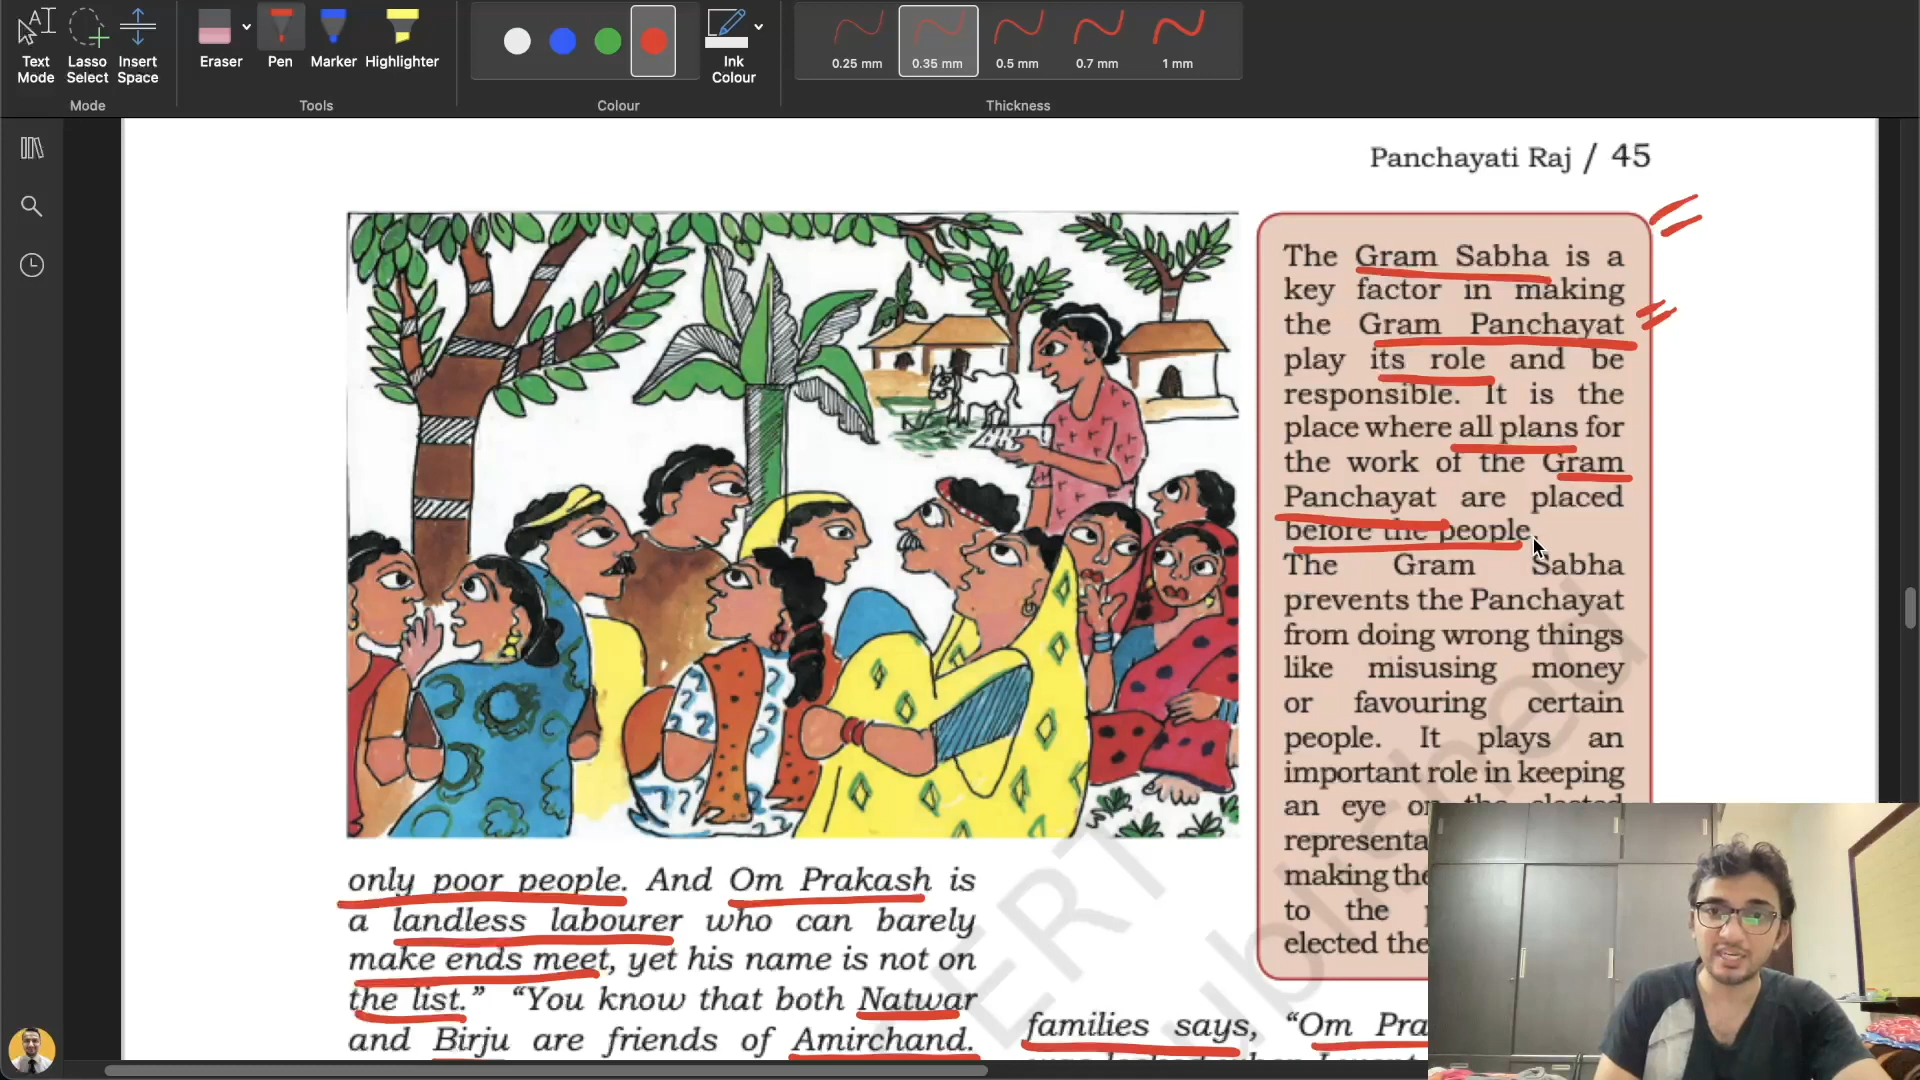 Text Mode
Lasso Select
Insert Space
Mode
Eraser
Pen
Marker
Highlighter
Tools
Colour
Ink Colour
0.25 mm
0.35 mm
0.5 mm
0.7 mm
1 mm
Thickness
Panchayati Raj / 45
The Gram Sabha is a
key factor in making
the Gram Panchayat
play its role and be
responsible. It is the
place where all plans for
the work of the Gram
Panchayat are placed
before the people.
The Gram Sabha
prevents the Panchayat
from doing wrong things
like misusing money
or favouring certain
people. It plays an
important role in keeping
an eye on the elected
making the
to the
elected the
only poor people. And Om Prakash is
a landless labourer who can barely
make ends meet, yet his name is not on
the list.” “You know that both Natwar
and Birju are friends of Amirchand.
families says, “Om Pra